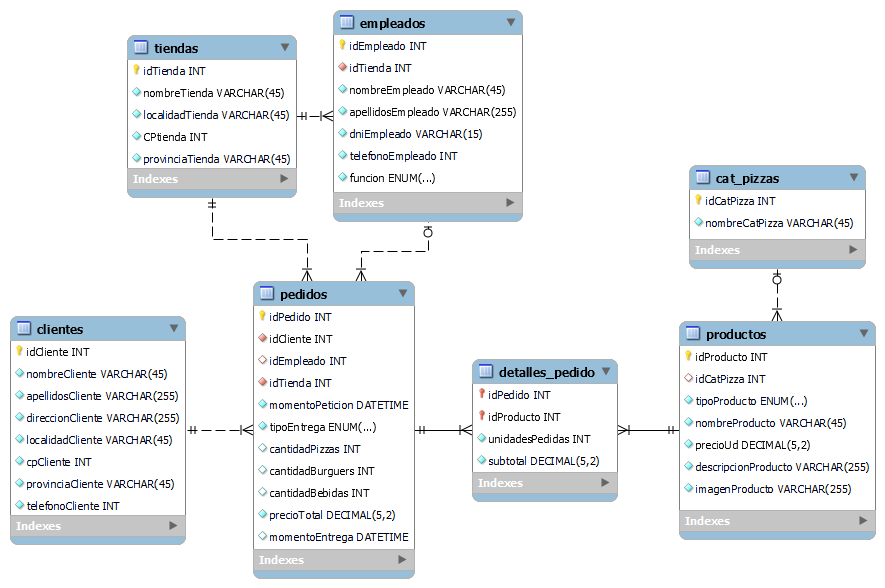 tiendas
idTienda INT
nombreTienda VARCHAR(45)
localidadTienda VARCHAR(45)
CPtienda INT
provinciaTienda VARCHAR(45)
Indexes
empleados
idEmpleado INT
idTienda INT
nombreEmpleado VARCHAR(45)
apellidosEmpleado VARCHAR(255)
dniEmpleado VARCHAR(15)
telefonoEmpleado INT
funcion ENUM(...)
Indexes
cat_pizzas
idCatPizza INT
nombreCatPizza VARCHAR(45)
Indexes
clientes
idCliente INT
nombreCliente VARCHAR(45)
apellidosCliente VARCHAR(255)
direccionCliente VARCHAR(255)
localidadCliente VARCHAR(45)
cpCliente INT
provinciaCliente VARCHAR(45)
telefonoCliente INT
Indexes
pedidos
idPedido INT
idCliente INT
idEmpleado INT
idTienda INT
momentoPeticion DATETIME
tipoEntrega ENUM(...)
cantidadPizzas INT
cantidadBurguers INT
cantidadBebidas INT
precioTotal DECIMAL(5,2)
momentoEntrega DATETIME
Indexes
detalles_pedido
idPedido INT
idProducto INT
unidadesPedidas INT
subtotal DECIMAL(5,2)
Indexes
productos
idProducto INT
idCatPizza INT
tipoProducto ENUM(...)
nombreProducto VARCHAR(45)
precioUd DECIMAL(5,2)
descripcionProducto VARCHAR(255)
imagenProducto VARCHAR(255)
Indexes